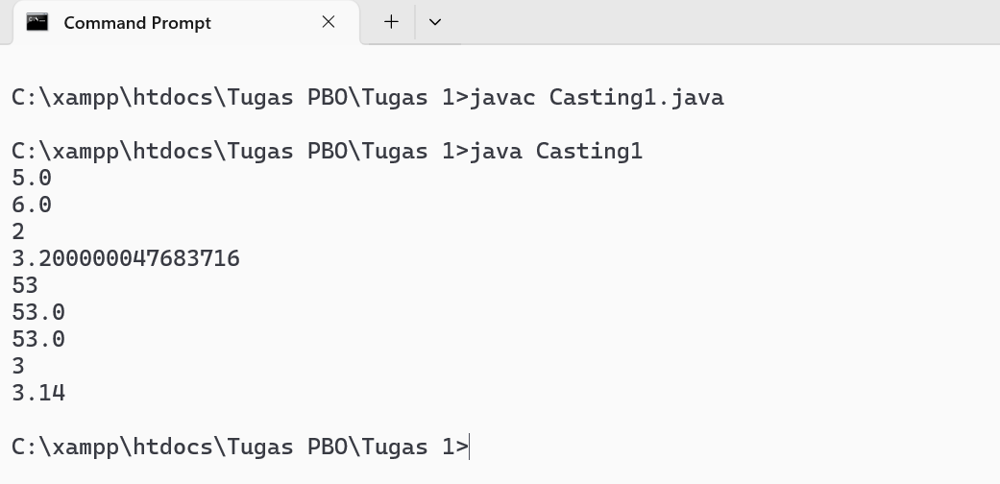 Command Prompt
C:\xampp\htdocs\Tugas PBO\Tugas 1>javac Casting1.java
C:\xampp\htdocs\Tugas PBO\Tugas 1>java Casting1
5.0
6.0
2
3.200000047683716
53
53.0
53.0
3
3.14
C:\xampp\htdocs\Tugas PBO\Tugas 1>